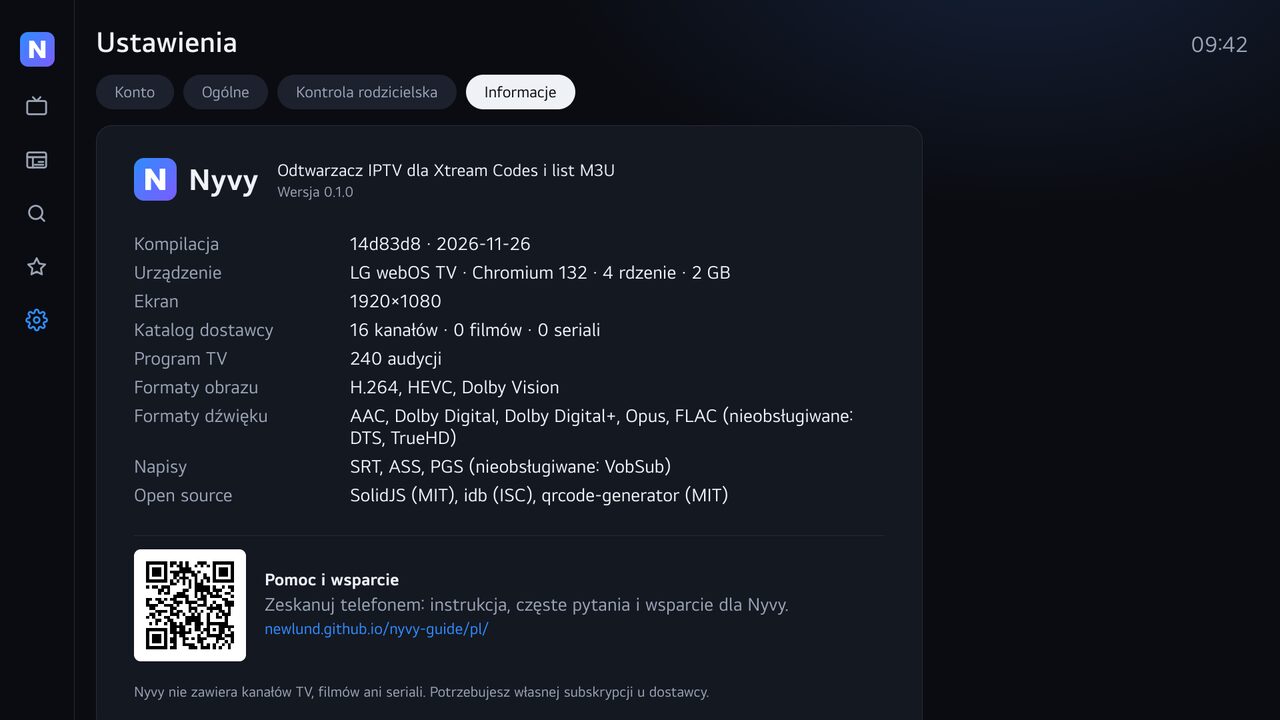 N
Ustawienia
09:42
Konto
Ogólne
Kontrola rodzicielska
Informacje
N Nyvy
Odtwarzacz IPTV dla Xtream Codes i list M3U
Wersja 0.1.0
Kompilacja 14d83d8 · 2026-11-26
Urządzenie LG webOS TV · Chromium 132 · 4 rdzenie · 2 GB
Ekran 1920×1080
Katalog dostawcy 16 kanałów · 0 filmów · 0 seriali
Program TV 240 audycji
Formaty obrazu H.264, HEVC, Dolby Vision
Formaty dźwięku AAC, Dolby Digital, Dolby Digital+, Opus, FLAC (nieobsługiwane:
DTS, TrueHD)
Napisy SRT, ASS, PGS (nieobsługiwane: VobSub)
Open source SolidJS (MIT), idb (ISC), qrcode-generator (MIT)
Pomoc i wsparcie
Zeskanuj telefonem: instrukcja, częste pytania i wsparcie dla Nyvy.
newlund.github.io/nyvy-guide/pl/
Nyvy nie zawiera kanałów TV, filmów ani seriali. Potrzebujesz własnej subskrypcji u dostawcy.